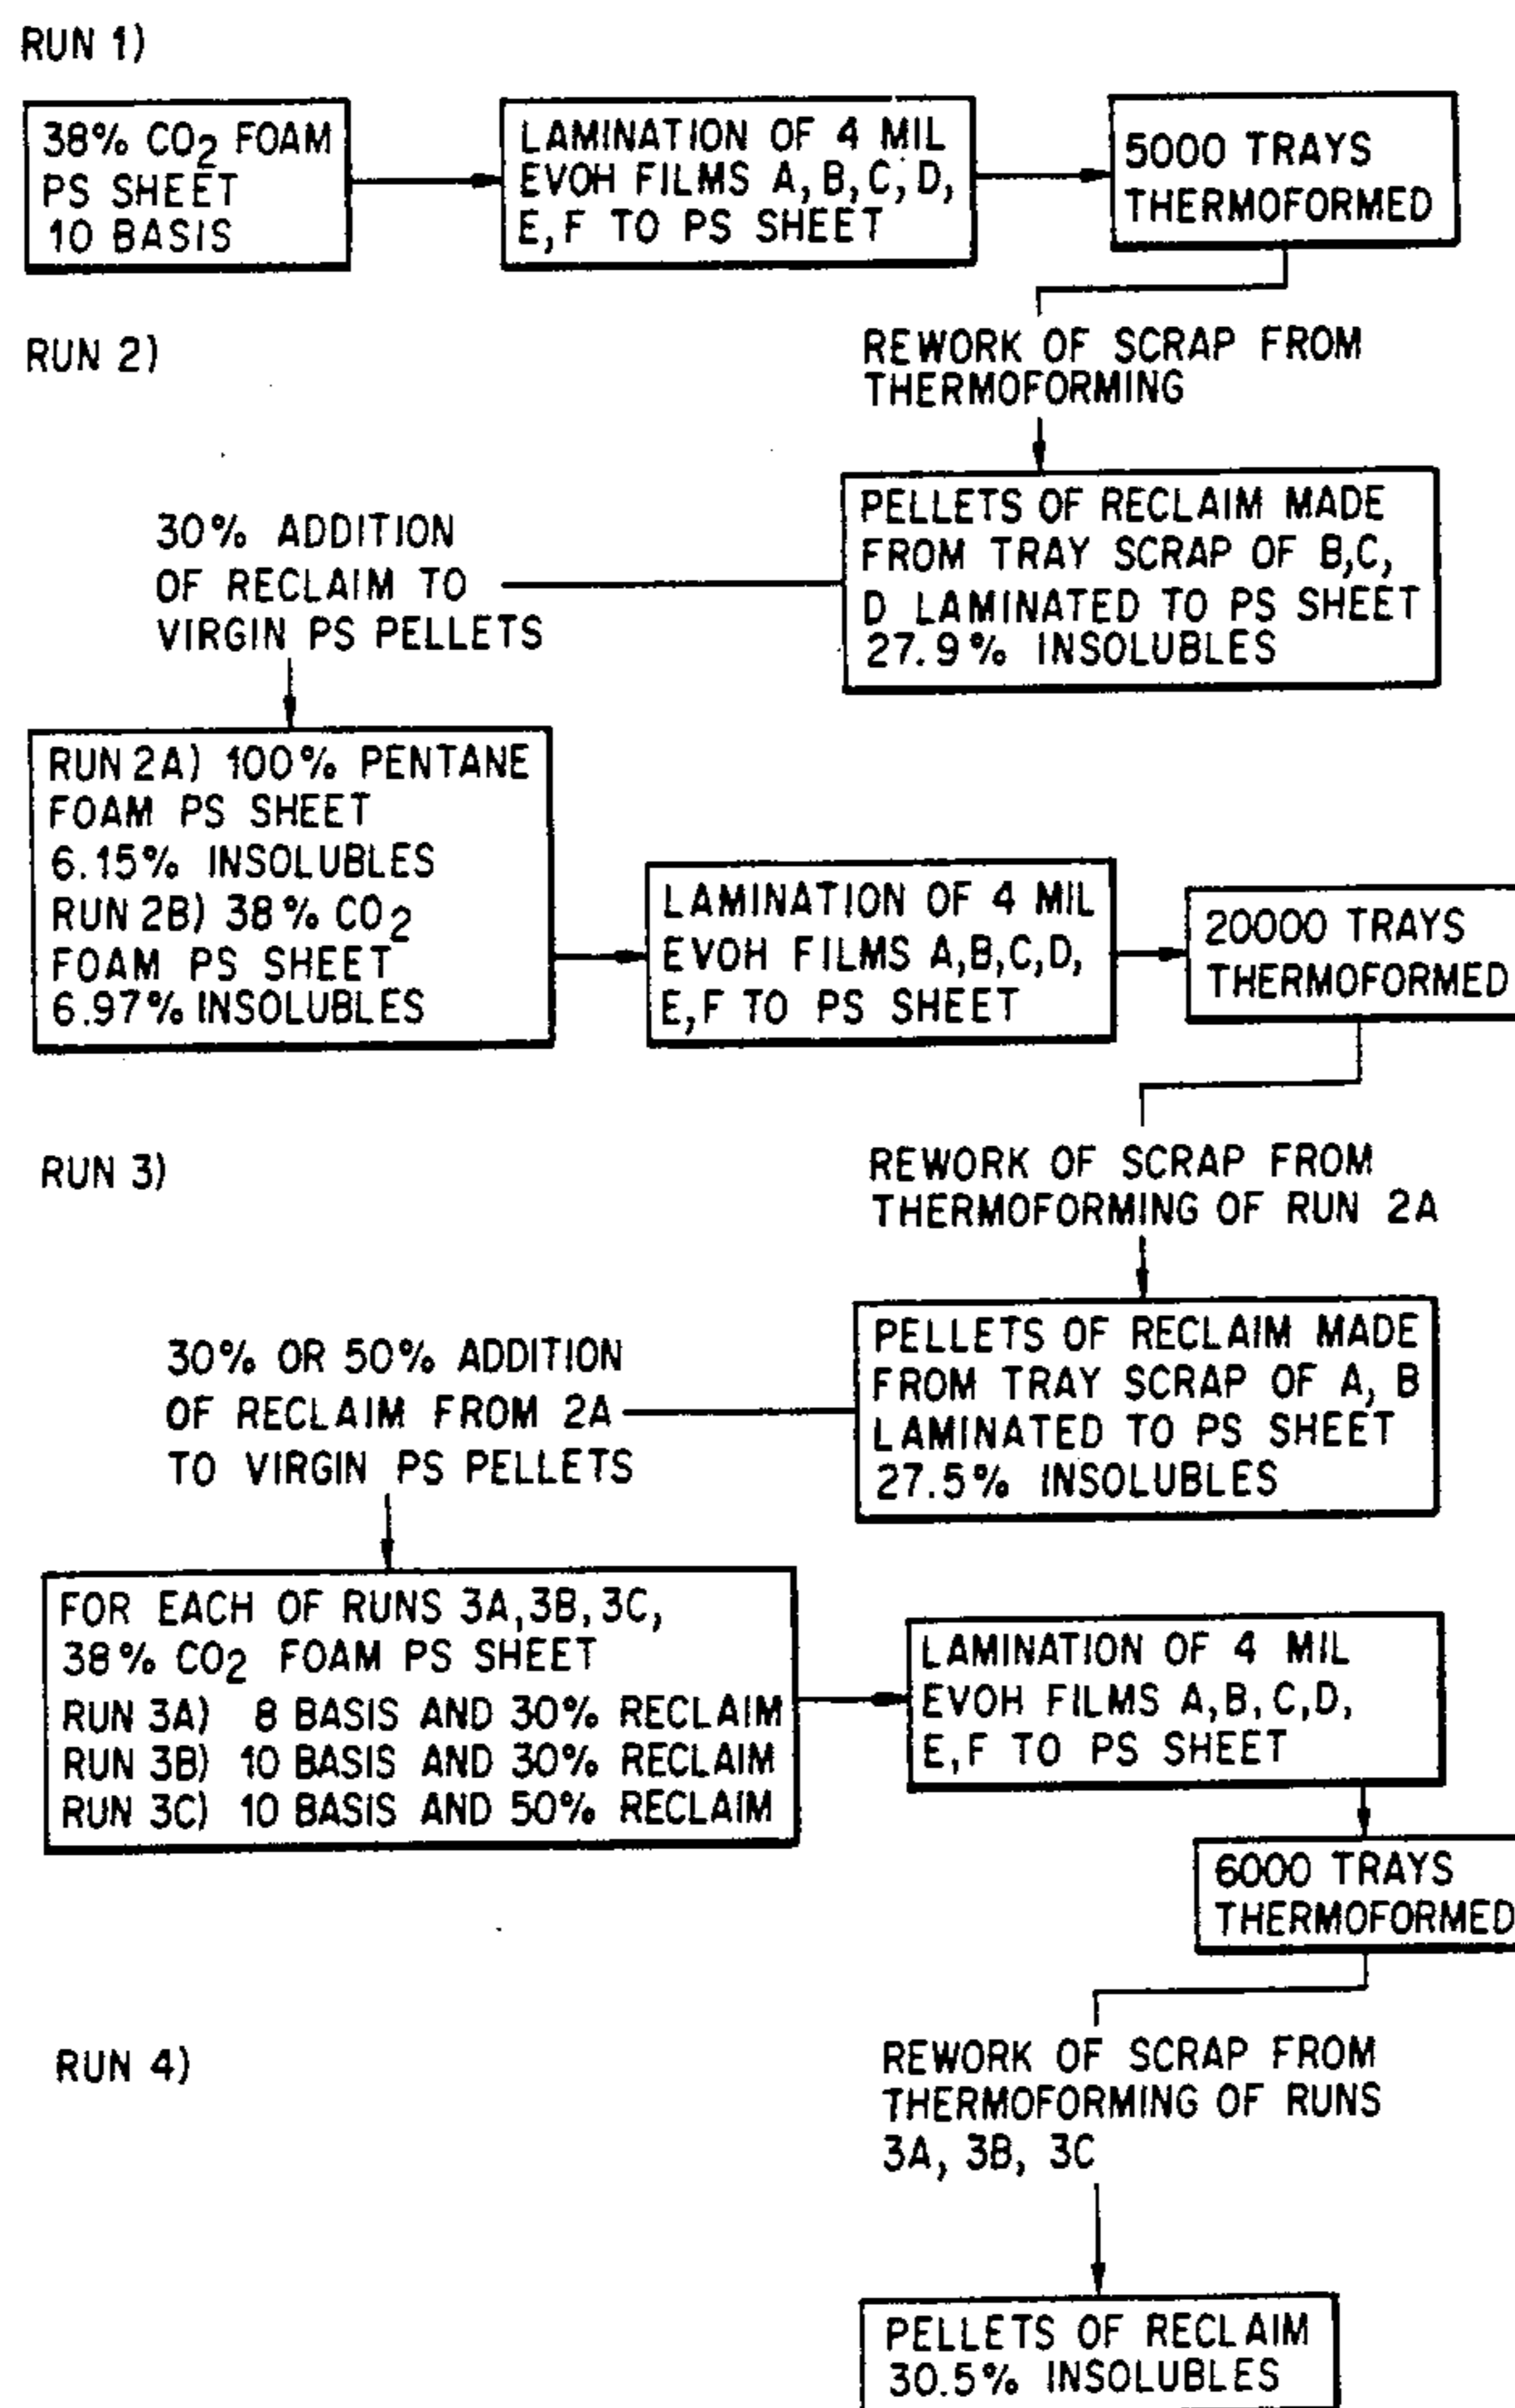 RUN 1)
38% CO2 FOAM
PS SHEET
10 BASIS
LAMINATION OF 4 MIL
EVOH FILMS A, B, C, D,
E, F TO PS SHEET
5000 TRAYS
THERMOFORMED
RUN 2)
REWORK OF SCRAP FROM
THERMOFORMING
PELLETS OF RECLAIM MADE
FROM TRAY SCRAP OF B,C,
D LAMINATED TO PS SHEET
27.9% INSOLUBLES
30% ADDITION
OF RECLAIM TO
VIRGIN PS PELLETS
RUN 2A) 100% PENTANE
FOAM PS SHEET
6.15% INSOLUBLES
RUN 2B) 38% CO2
FOAM PS SHEET
6.97% INSOLUBLES
LAMINATION OF 4 MIL
EVOH FILMS A,B,C,D,
E,F TO PS SHEET
20000 TRAYS
THERMOFORMED
RUN 3)
REWORK OF SCRAP FROM
THERMOFORMING OF RUN 2A
PELLETS OF RECLAIM MADE
FROM TRAY SCRAP OF A, B
LAMINATED TO PS SHEET
27.5% INSOLUBLES
30% OR 50% ADDITION
OF RECLAIM FROM 2A
TO VIRGIN PS PELLETS
FOR EACH OF RUNS 3A,3B,3C,
38% CO2 FOAM PS SHEET
RUN 3A) 8 BASIS AND 30% RECLAIM
RUN 3B) 10 BASIS AND 30% RECLAIM
RUN 3C) 10 BASIS AND 50% RECLAIM
LAMINATION OF 4 MIL
EVOH FILMS A,B,C,D,
E,F TO PS SHEET
6000 TRAYS
THERMOFORMED
RUN 4)
REWORK OF SCRAP FROM
THERMOFORMING OF RUNS
3A, 3B, 3C
PELLETS OF RECLAIM
30.5% INSOLUBLES